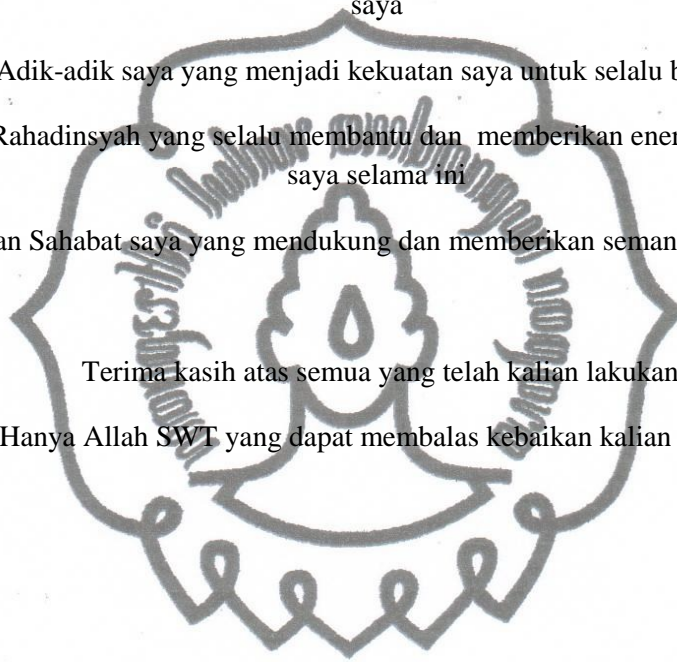 saya
Adik-adik saya yang menjadi kekuatan saya untuk selalu b
Rahadinsyah yang selalu membantu dan memberikan ener
saya selama ini
an Sahabat saya yang mendukung dan memberikan seman
Terima kasih atas semua yang telah kalian lakukan
Hanya Allah SWT yang dapat membalas kebaikan kalian